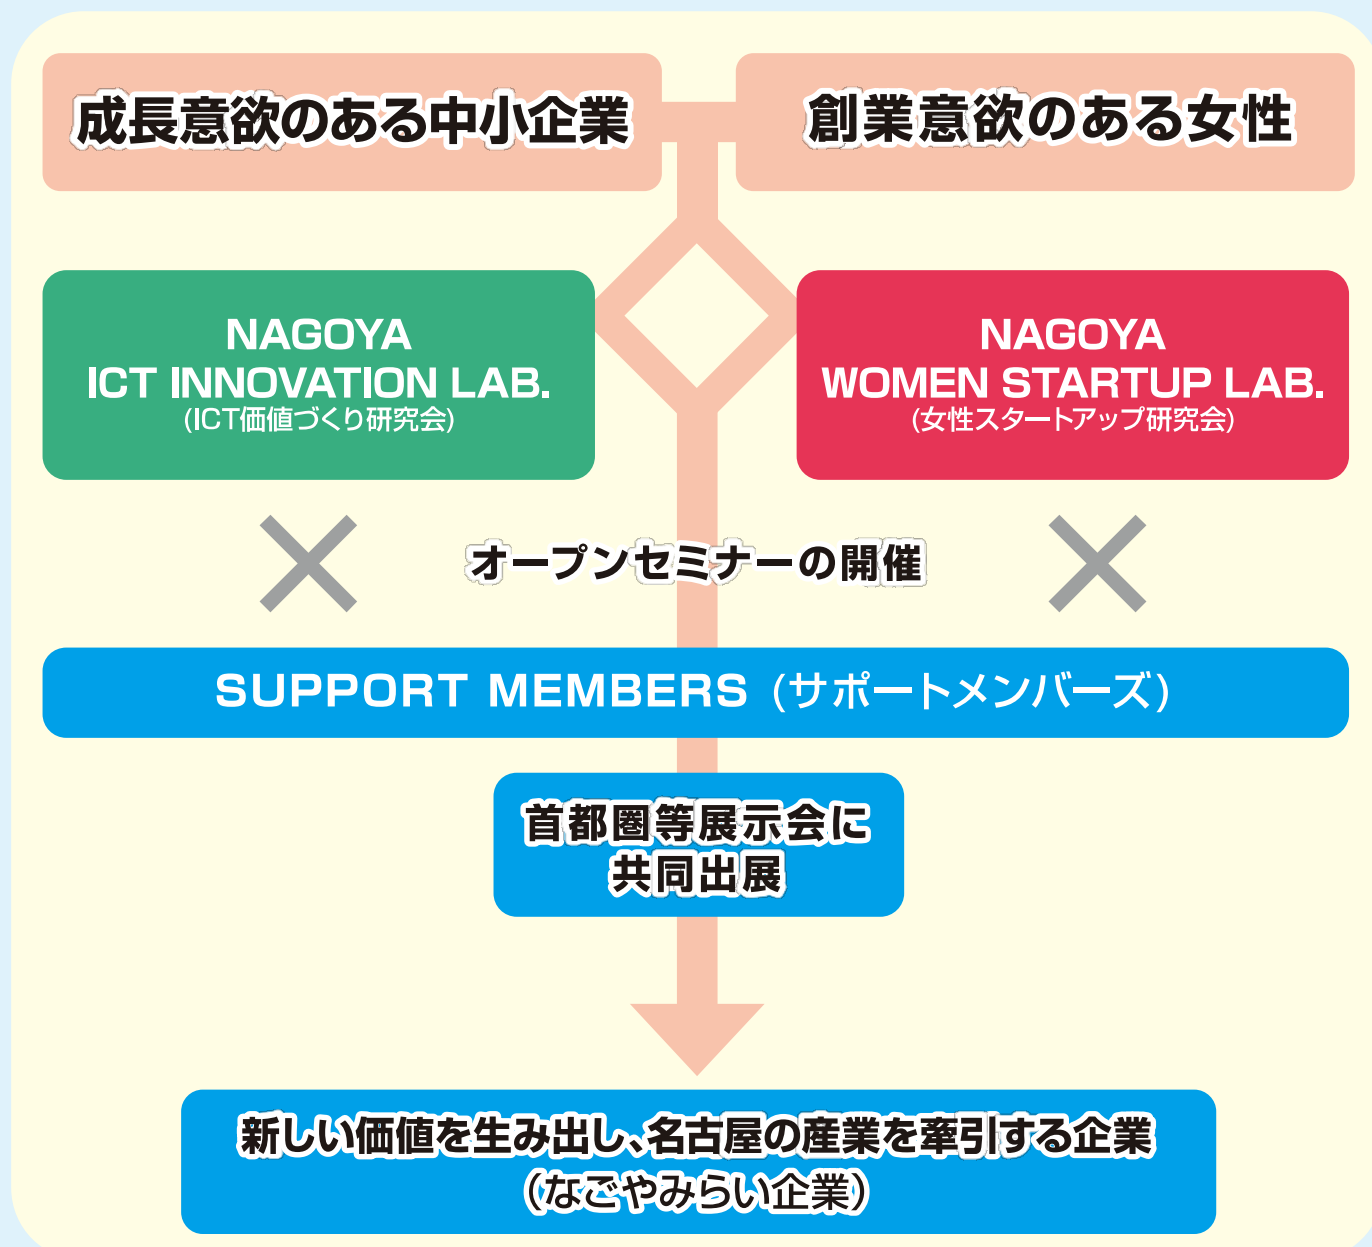 成長意欲のある中小企業
創業意欲のある女性
NAGOYA
ICT INNOVATION LAB.
(ICT価値づくり研究会)
NAGOYA
WOMEN STARTUP LAB.
(女性スタートアップ研究会)
オープンセミナーの開催
SUPPORT MEMBERS (サポートメンバーズ)
首都圏等展示会に
共同出展
新しい価値を生み出し、名古屋の産業を牽引する企業
(なごやみらい企業)